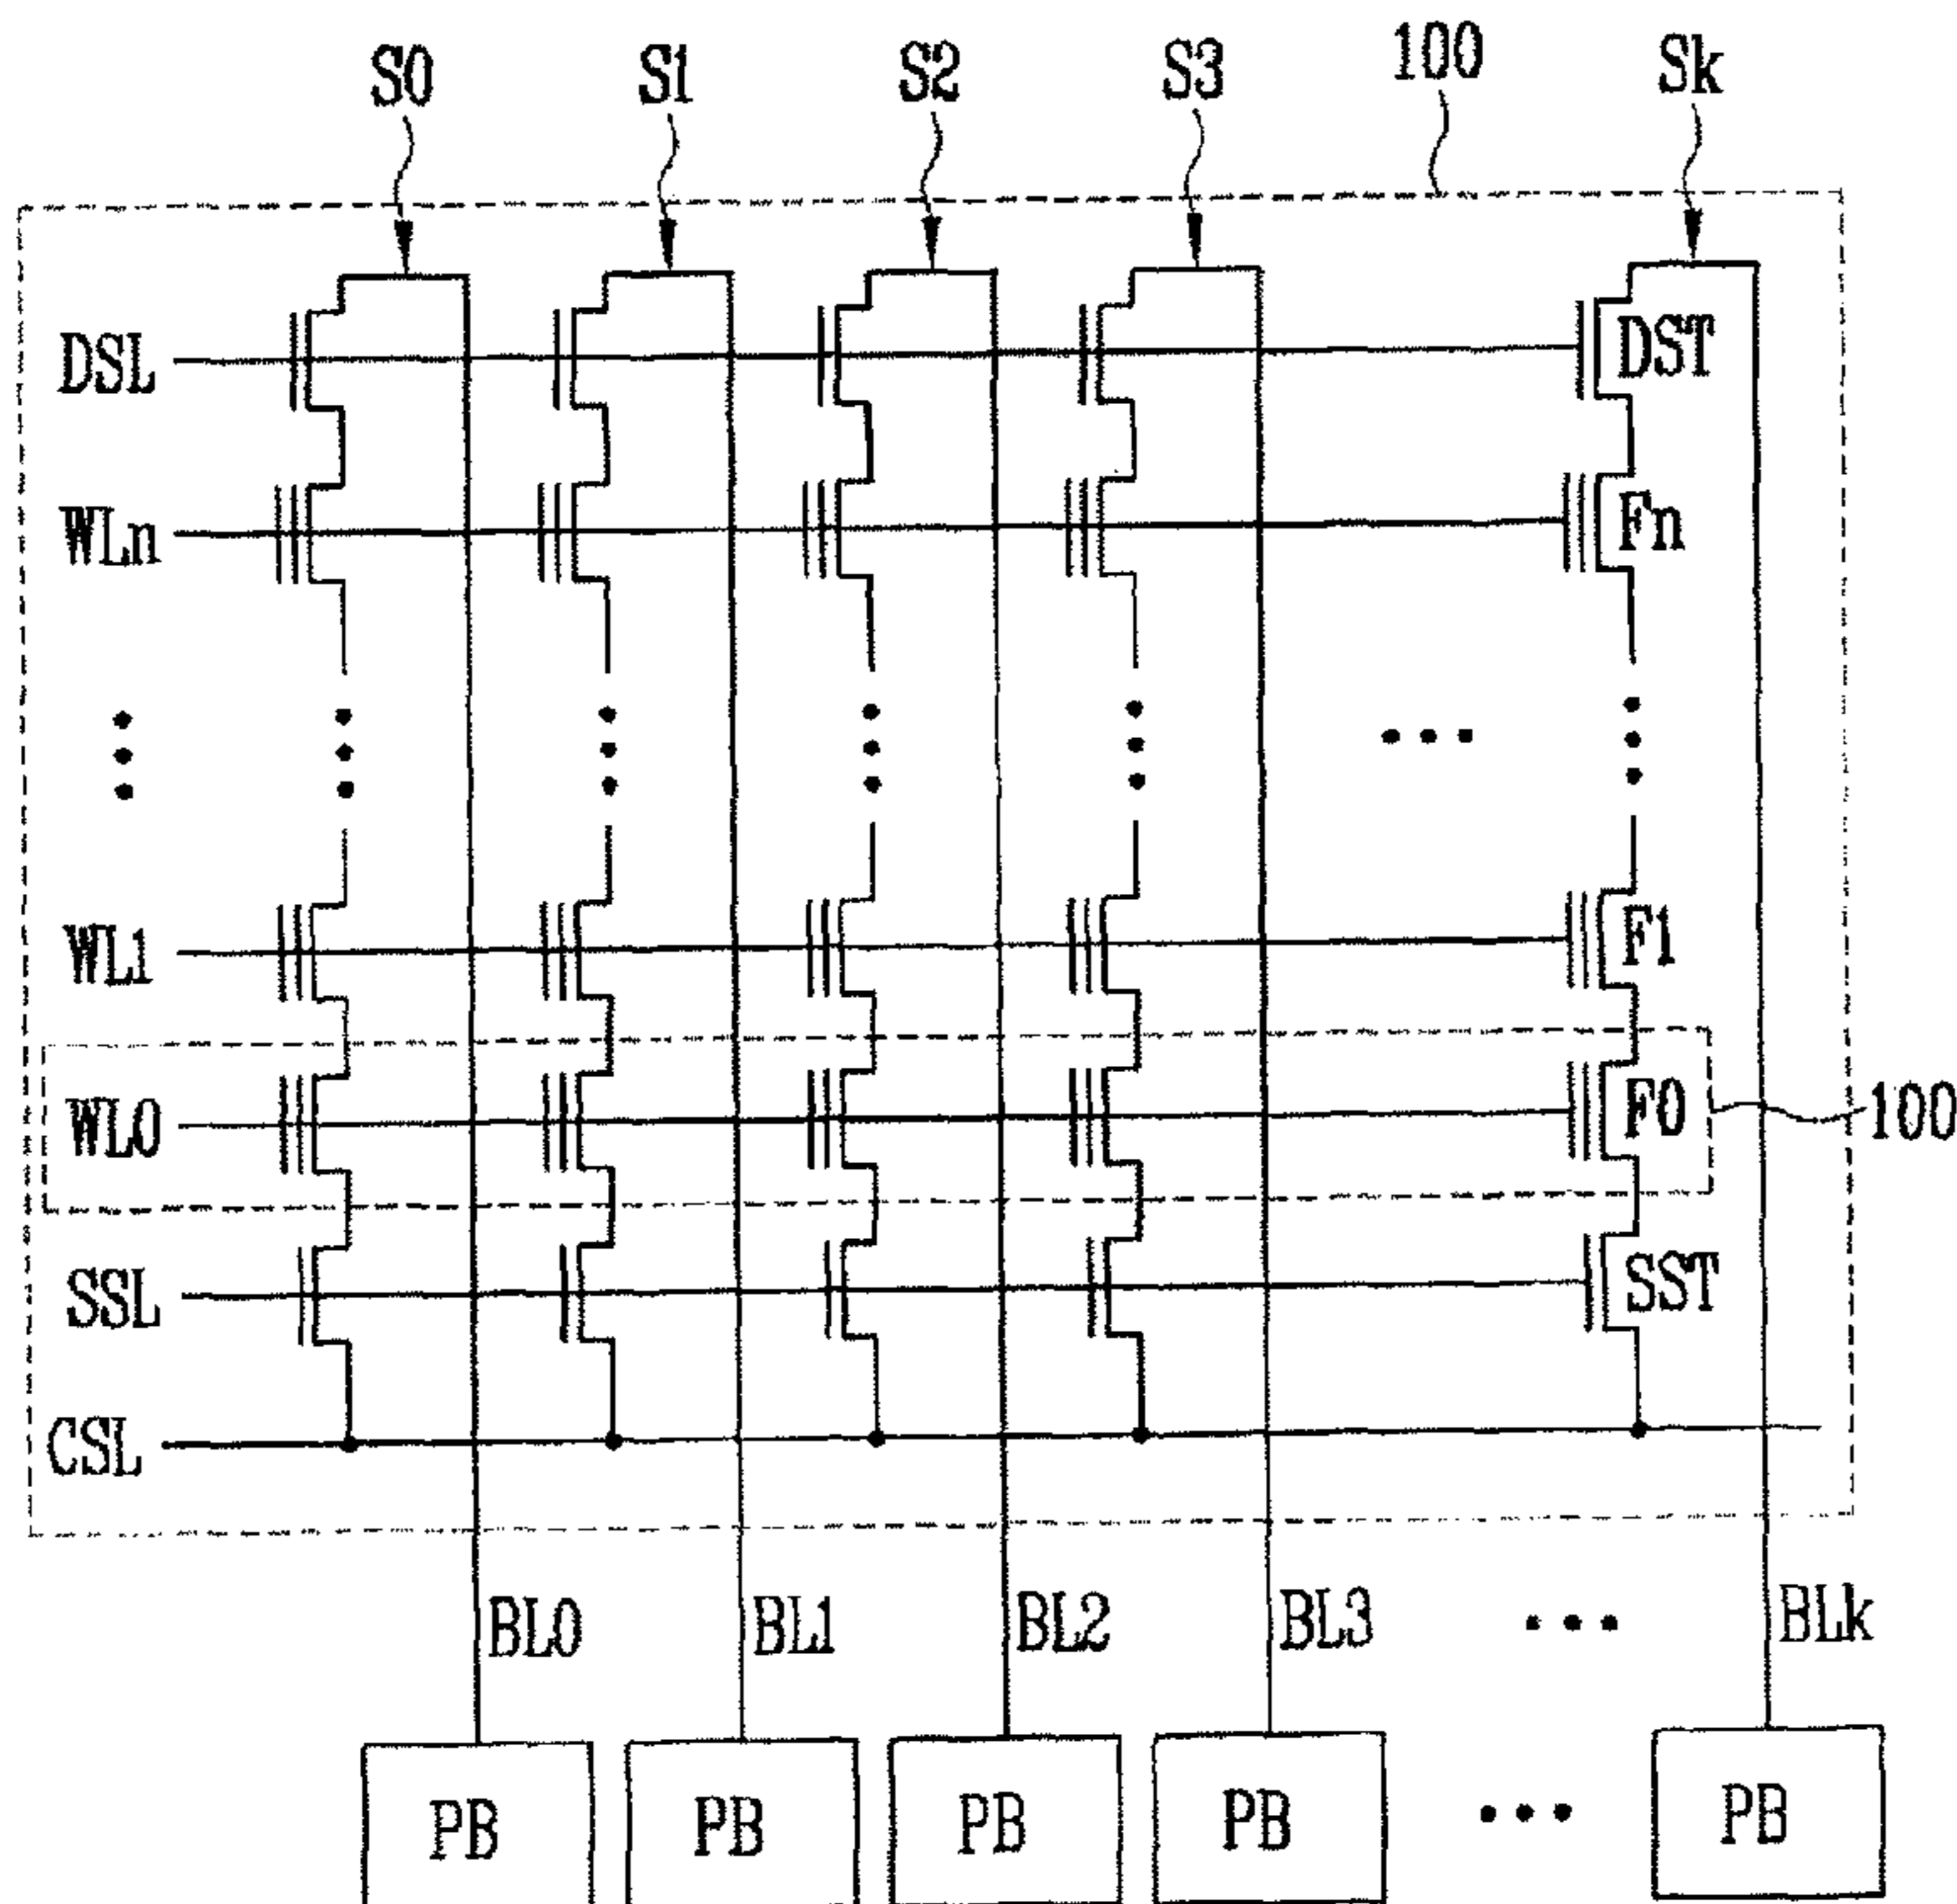 S0 S1 S2 S3 100 Sk
DSL DST
WLn Fn
WL1 F1
WL0 F0 100
SSL SST
CSL
BL0 BL1 BL2 BL3 ... BLk
PB PB PB PB ... PB